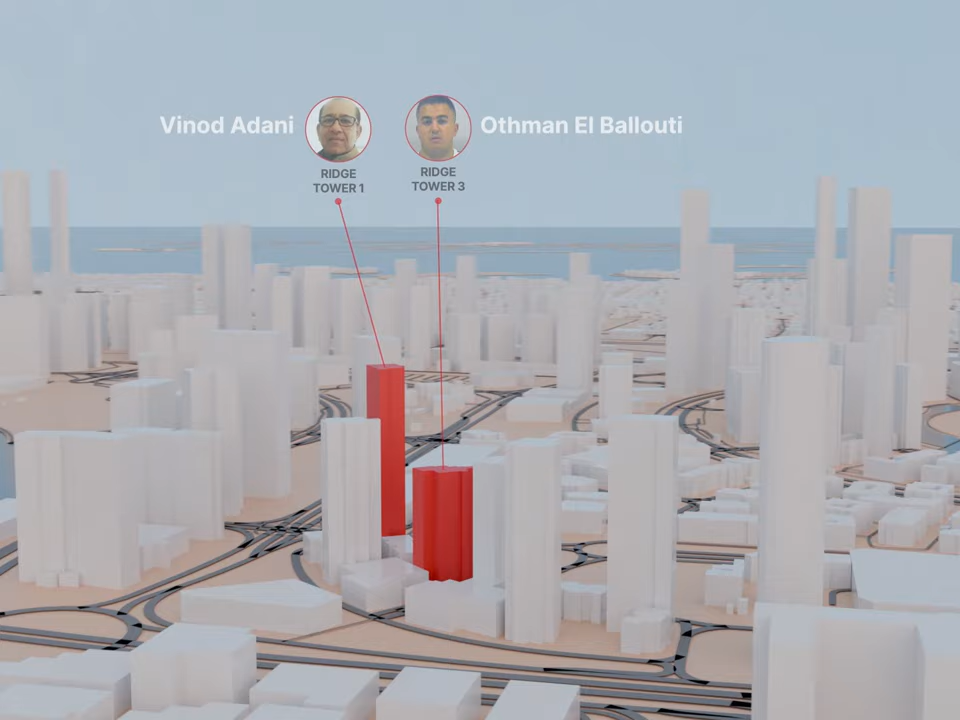 Vinod Adani
Othman El Ballouti
RIDGE
TOWER 1
RIDGE
TOWER 3